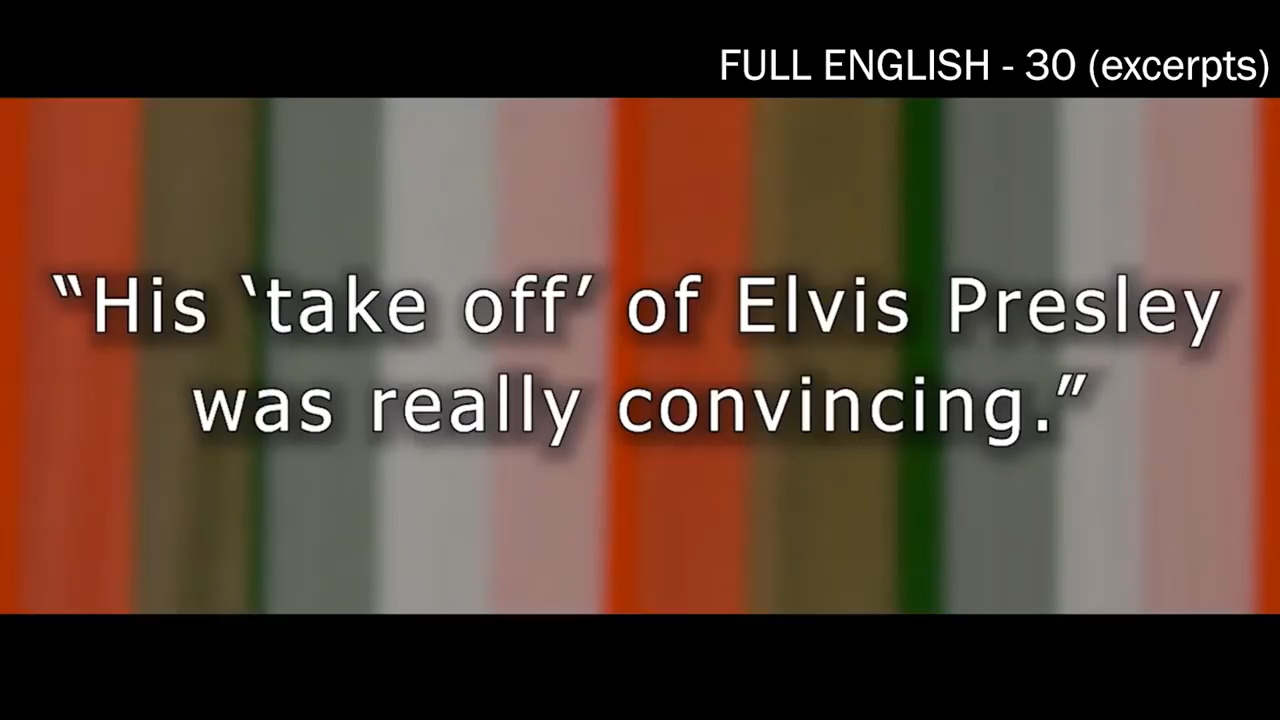 FULL ENGLISH - 30 (excerpts)
“His ‘take off’ of Elvis Presley
was really convincing.”